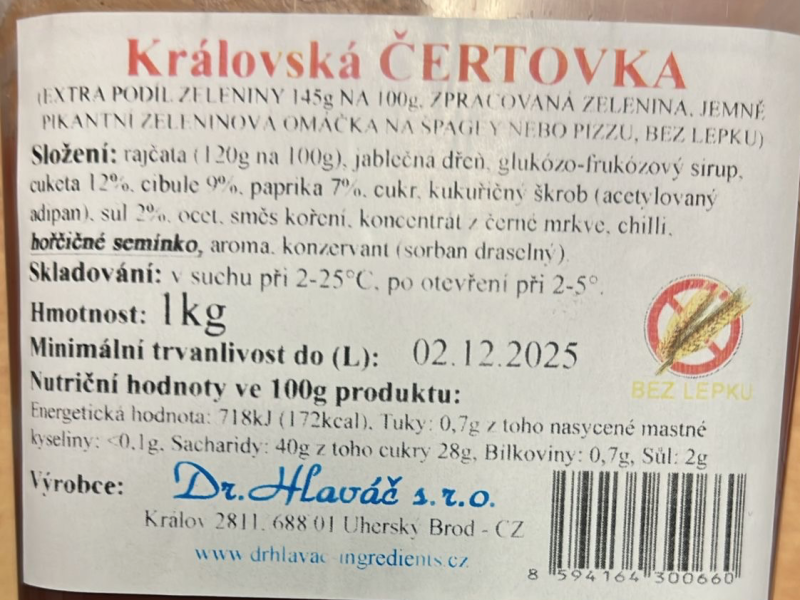 Královská ČERTOVKA
(EXTRA PODÍL ZELENINY 145g NA 100g, ZPRACOVANÁ ZELENINA, JEMNĚ
PIKANTNÍ ZELENINOVÁ OMÁČKA NA ŠPAGETY NEBO PIZZU, BEZ LEPKU)
Složení: rajčata (120g na 100g), jablečná dřeň, glukózo-fruközový sirup,
cuketa 12%, cibule 9%, paprika 7%, cukr, kukuřičný škrob (acetylovaný
adipan), sůl 2%, ocet, směs koření, koncentrát z černé mrkve, chilli,
hořčičné semínko, aroma, konzervant (sorban draselný).
Skladování: v suchu při 2-25°C, po otevření při 2-5°.
Hmotnost: 1kg
Minimální trvanlivost do (L): 02.12.2025
BEZ LEPKU
Nutriční hodnoty ve 100g produktu:
Energetická hodnota: 718kJ (172kcal), Tuky: 0,7g z toho nasycené mastné
kyseliny: <0,1g, Sacharidy: 40g z toho cukry 28g, Bílkoviny: 0,7g, Sůl: 2g
Výrobce: Dr. Hlaváč s.r.o.
Králov 2811, 688 01 Uherský Brod - CZ
www.drhlavac-ingredients.cz
8 594164 300660